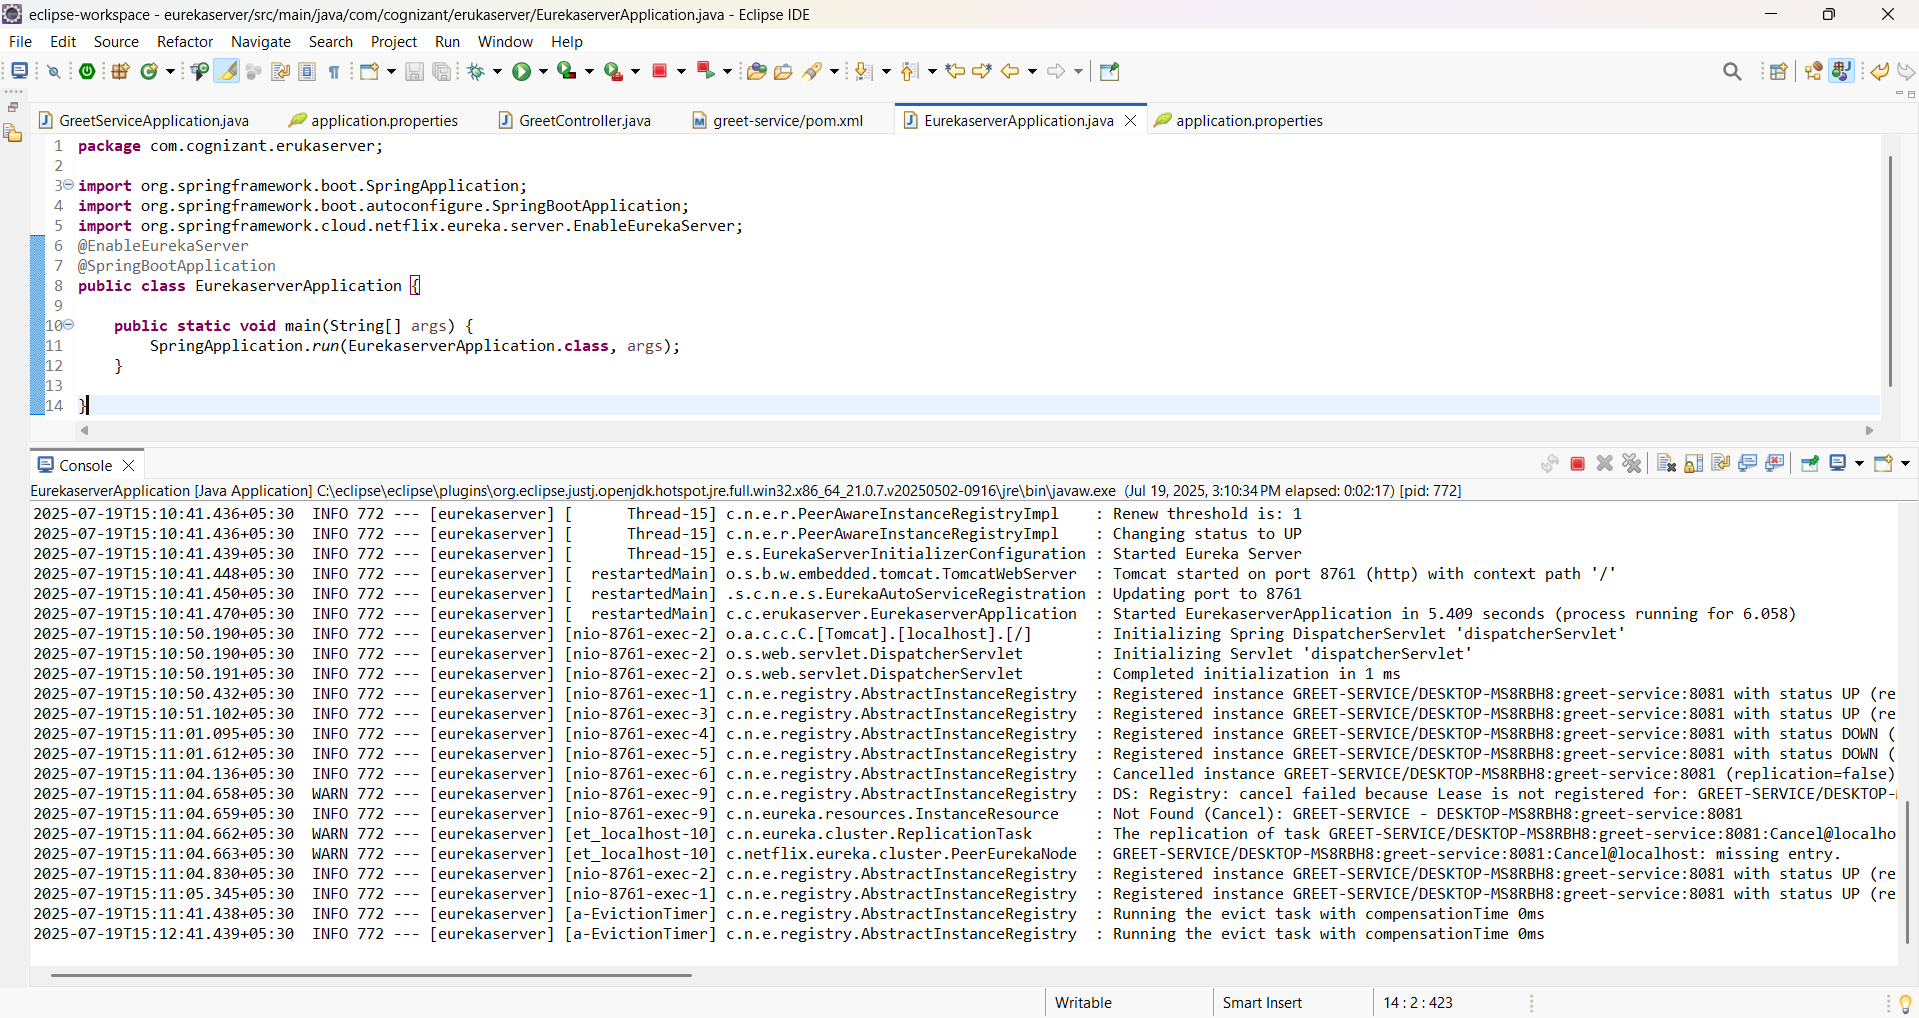 eclipse-workspace - eurekaserver/src/main/java/com/cognizant/erukaserver/EurekaserverApplication.java - Eclipse IDE
File Edit Source Refactor Navigate Search Project Run Window Help
GreetServiceApplication.java application.properties GreetController.java greet-service/pom.xml EurekaserverApplication.java application.properties
1 package com.cognizant.erukaserver;
2
3 import org.springframework.boot.SpringApplication;
4 import org.springframework.boot.autoconfigure.SpringBootApplication;
5 import org.springframework.cloud.netflix.eureka.server.EnableEurekaServer;
6 @EnableEurekaServer
7 @SpringBootApplication
8 public class EurekaserverApplication {
9
10 public static void main(String[] args) {
11 SpringApplication.run(EurekaserverApplication.class, args);
12 }
13
14 }
Console
EurekaserverApplication [Java Application] C:\eclipse\eclipse\plugins\org.eclipse.justj.openjdk.hotspot.jre.full.win32.x86_64_21.0.7.v20250502-0916\jre\bin\javaw.exe (Jul 19, 2025, 3:10:34 PM elapsed: 0:02:17) [pid: 772]
2025-07-19T15:10:41.436+05:30 INFO 772 --- [eurekaserver] [ Thread-15] c.n.e.r.PeerAwareInstanceRegistryImpl : Renew threshold is: 1
2025-07-19T15:10:41.436+05:30 INFO 772 --- [eurekaserver] [ Thread-15] c.n.e.r.PeerAwareInstanceRegistryImpl : Changing status to UP
2025-07-19T15:10:41.439+05:30 INFO 772 --- [eurekaserver] [ Thread-15] e.s.EurekaServerInitializerConfiguration : Started Eureka Server
2025-07-19T15:10:41.448+05:30 INFO 772 --- [eurekaserver] [ restartedMain] o.s.b.w.embedded.tomcat.TomcatWebServer : Tomcat started on port 8761 (http) with context path '/'
2025-07-19T15:10:41.450+05:30 INFO 772 --- [eurekaserver] [ restartedMain] .s.c.n.e.s.EurekaAutoServiceRegistration : Updating port to 8761
2025-07-19T15:10:41.470+05:30 INFO 772 --- [eurekaserver] [ restartedMain] c.c.erukaserver.EurekaserverApplication : Started EurekaserverApplication in 5.409 seconds (process running for 6.058)
2025-07-19T15:10:50.190+05:30 INFO 772 --- [eurekaserver] [nio-8761-exec-2] o.a.c.c.C.[Tomcat].[localhost].[/] : Initializing Spring DispatcherServlet 'dispatcherServlet'
2025-07-19T15:10:50.190+05:30 INFO 772 --- [eurekaserver] [nio-8761-exec-2] o.s.web.servlet.DispatcherServlet : Initializing Servlet 'dispatcherServlet'
2025-07-19T15:10:50.191+05:30 INFO 772 --- [eurekaserver] [nio-8761-exec-2] o.s.web.servlet.DispatcherServlet : Completed initialization in 1 ms
2025-07-19T15:10:50.432+05:30 INFO 772 --- [eurekaserver] [nio-8761-exec-1] c.n.e.registry.AbstractInstanceRegistry : Registered instance GREET-SERVICE/DESKTOP-MS8RBH8:greet-service:8081 with status UP (re
2025-07-19T15:10:51.102+05:30 INFO 772 --- [eurekaserver] [nio-8761-exec-3] c.n.e.registry.AbstractInstanceRegistry : Registered instance GREET-SERVICE/DESKTOP-MS8RBH8:greet-service:8081 with status UP (re
2025-07-19T15:11:01.095+05:30 INFO 772 --- [eurekaserver] [nio-8761-exec-4] c.n.e.registry.AbstractInstanceRegistry : Registered instance GREET-SERVICE/DESKTOP-MS8RBH8:greet-service:8081 with status DOWN (
2025-07-19T15:11:01.612+05:30 INFO 772 --- [eurekaserver] [nio-8761-exec-5] c.n.e.registry.AbstractInstanceRegistry : Registered instance GREET-SERVICE/DESKTOP-MS8RBH8:greet-service:8081 with status DOWN (
2025-07-19T15:11:04.136+05:30 INFO 772 --- [eurekaserver] [nio-8761-exec-6] c.n.e.registry.AbstractInstanceRegistry : Cancelled instance GREET-SERVICE/DESKTOP-MS8RBH8:greet-service:8081 (replication=false)
2025-07-19T15:11:04.658+05:30 WARN 772 --- [eurekaserver] [nio-8761-exec-9] c.n.e.registry.AbstractInstanceRegistry : DS: Registry: cancel failed because Lease is not registered for: GREET-SERVICE/DESKTOP-
2025-07-19T15:11:04.659+05:30 INFO 772 --- [eurekaserver] [nio-8761-exec-9] c.n.eureka.resources.InstanceResource : Not Found (Cancel): GREET-SERVICE - DESKTOP-MS8RBH8:greet-service:8081
2025-07-19T15:11:04.662+05:30 WARN 772 --- [eurekaserver] [et_localhost-10] c.n.eureka.cluster.ReplicationTask : The replication of task GREET-SERVICE/DESKTOP-MS8RBH8:greet-service:8081:Cancel@localho
2025-07-19T15:11:04.663+05:30 WARN 772 --- [eurekaserver] [et_localhost-10] c.netflix.eureka.cluster.PeerEurekaNode : GREET-SERVICE/DESKTOP-MS8RBH8:greet-service:8081:Cancel@localhost: missing entry.
2025-07-19T15:11:04.830+05:30 INFO 772 --- [eurekaserver] [nio-8761-exec-2] c.n.e.registry.AbstractInstanceRegistry : Registered instance GREET-SERVICE/DESKTOP-MS8RBH8:greet-service:8081 with status UP (re
2025-07-19T15:11:05.345+05:30 INFO 772 --- [eurekaserver] [nio-8761-exec-1] c.n.e.registry.AbstractInstanceRegistry : Registered instance GREET-SERVICE/DESKTOP-MS8RBH8:greet-service:8081 with status UP (re
2025-07-19T15:11:41.438+05:30 INFO 772 --- [eurekaserver] [a-EvictionTimer] c.n.e.registry.AbstractInstanceRegistry : Running the evict task with compensationTime 0ms
2025-07-19T15:12:41.439+05:30 INFO 772 --- [eurekaserver] [a-EvictionTimer] c.n.e.registry.AbstractInstanceRegistry : Running the evict task with compensationTime 0ms
Writable Smart Insert 14 : 2 : 423